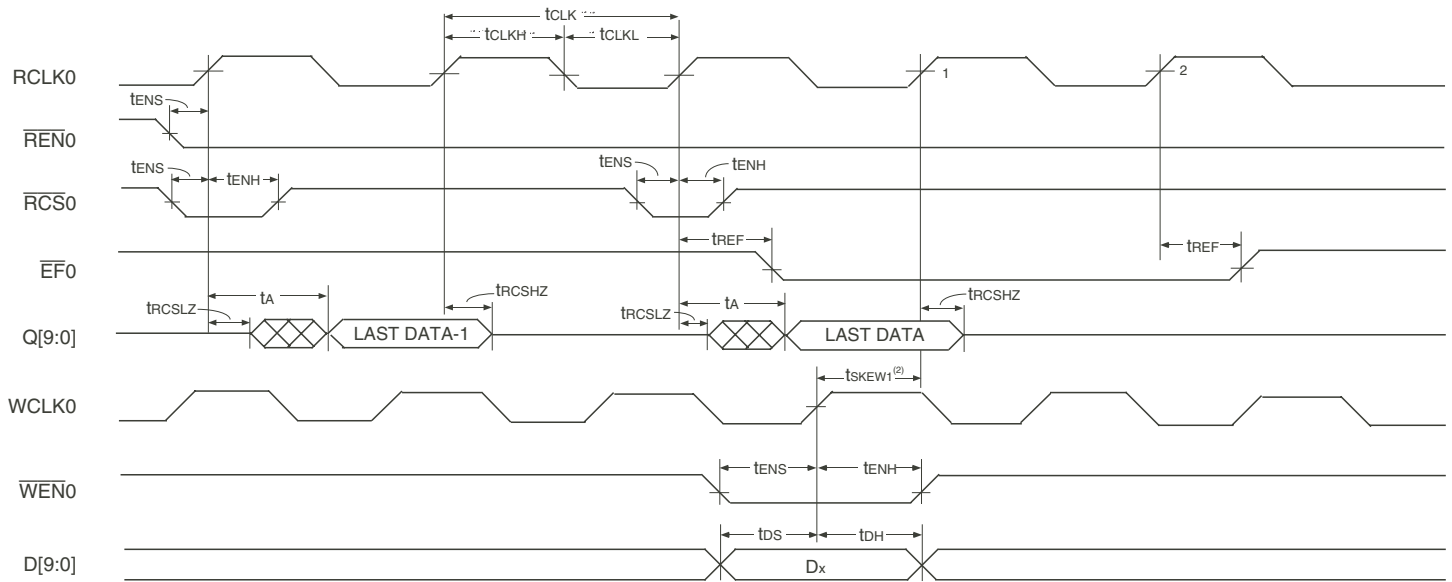 tCLK
tCLKH tCLKL
RCLK0 1 2
tENS
REN0
tENS tENH tENS tENH
RCS0
tREF tREF
EF0
tA tRCSHZ tA tRCSHZ
tRCSLZ tRCSLZ
Q[9:0] LAST DATA-1 LAST DATA
tSKEW1(2)
WCLK0
tENS tENH
WEN0
tDS tDH
D[9:0] Dx